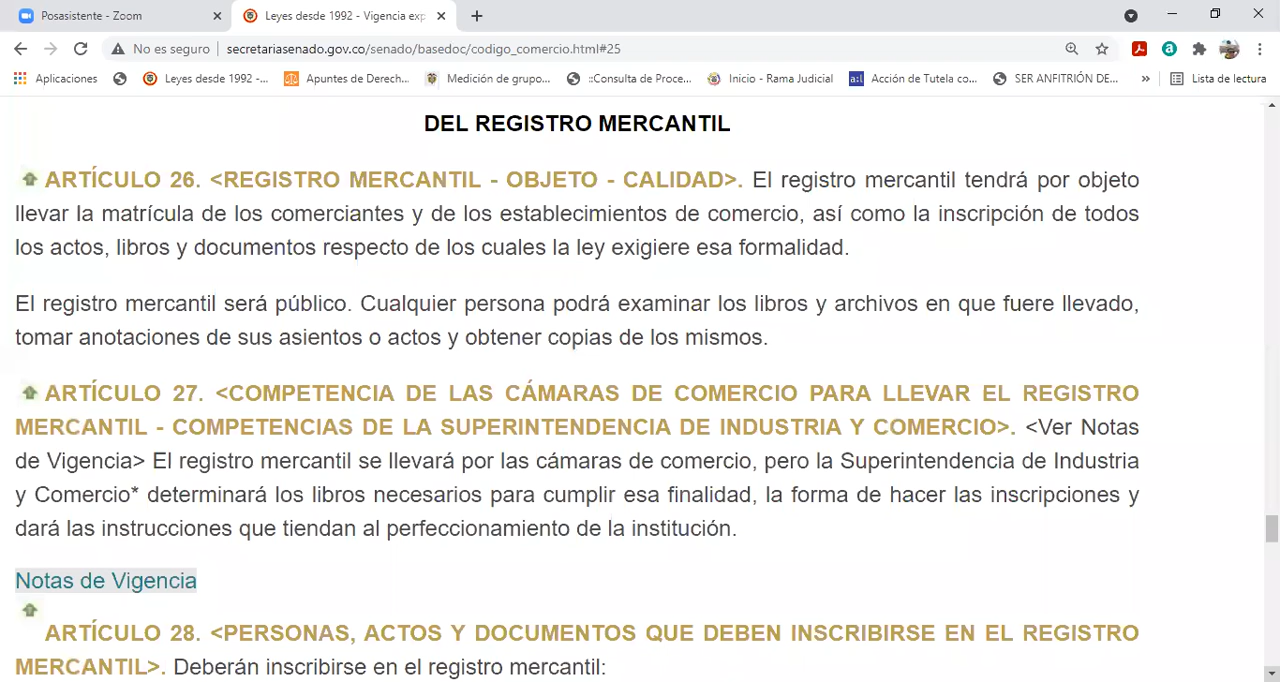 Posasistente - Zoom
Leyes desde 1992 - Vigencia exp
No es seguro
secretariasenado.gov.co/senado/basedoc/codigo_comercio.html#25
Aplicaciones
Leyes desde 1992 -...
Apuntes de Derech...
Medición de grupo...
::Consulta de Proce...
Inicio - Rama Judicial
a:l
Acción de Tutela co...
SER ANFITRIÓN DE...
»
Lista de lectura
DEL REGISTRO MERCANTIL
ARTÍCULO 26. <REGISTRO MERCANTIL - OBJETO - CALIDAD>. El registro mercantil tendrá por objeto
llevar la matrícula de los comerciantes y de los establecimientos de comercio, así como la inscripción de todos
los actos, libros y documentos respecto de los cuales la ley exigiere esa formalidad.
El registro mercantil será público. Cualquier persona podrá examinar los libros y archivos en que fuere llevado,
tomar anotaciones de sus asientos o actos y obtener copias de los mismos.
ARTÍCULO 27. <COMPETENCIA DE LAS CÁMARAS DE COMERCIO PARA LLEVAR EL REGISTRO
MERCANTIL - COMPETENCIAS DE LA SUPERINTENDENCIA DE INDUSTRIA Y COMERCIO>. <Ver Notas
de Vigencia> El registro mercantil se llevará por las cámaras de comercio, pero la Superintendencia de Industria
y Comercio* determinará los libros necesarios para cumplir esa finalidad, la forma de hacer las inscripciones y
dará las instrucciones que tiendan al perfeccionamiento de la institución.
Notas de Vigencia
ARTÍCULO 28. <PERSONAS, ACTOS Y DOCUMENTOS QUE DEBEN INSCRIBIRSE EN EL REGISTRO
MERCANTIL>. Deberán inscribirse en el registro mercantil: